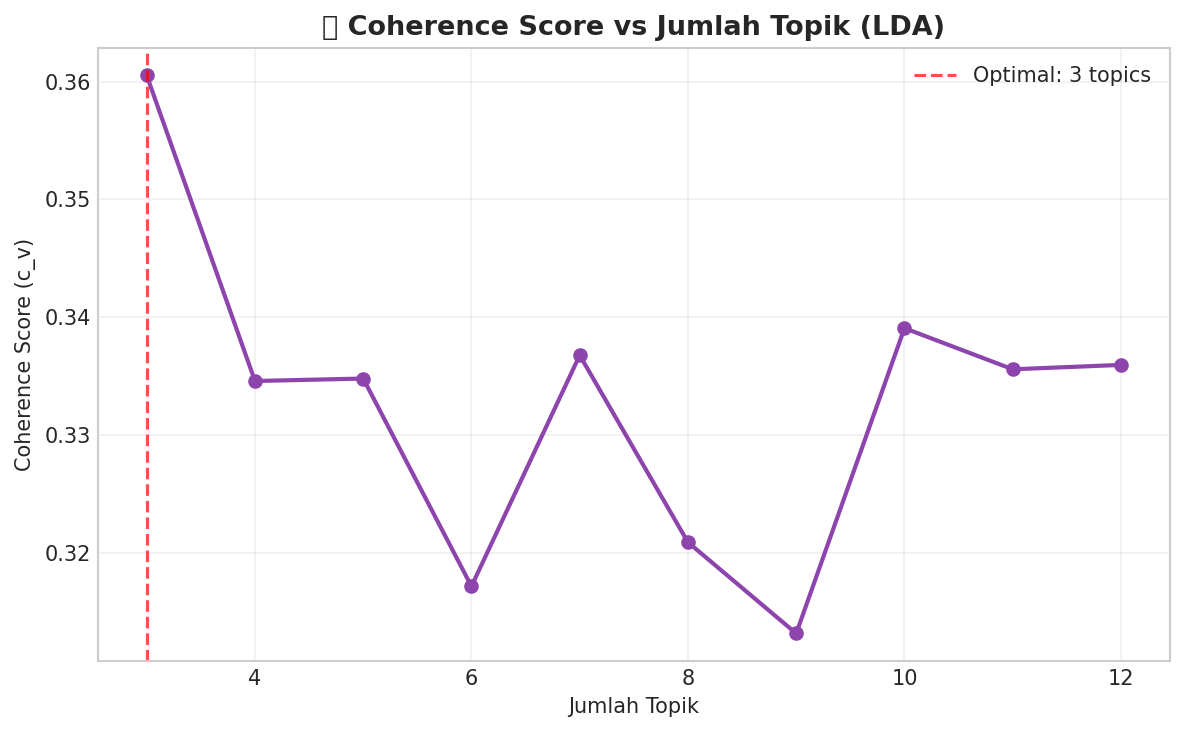 Coherence Score vs Jumlah Topik (LDA)
Optimal: 3 topics
Coherence Score (c_v)
0.36
0.35
0.34
0.33
0.32
4 6 8 10 12
Jumlah Topik